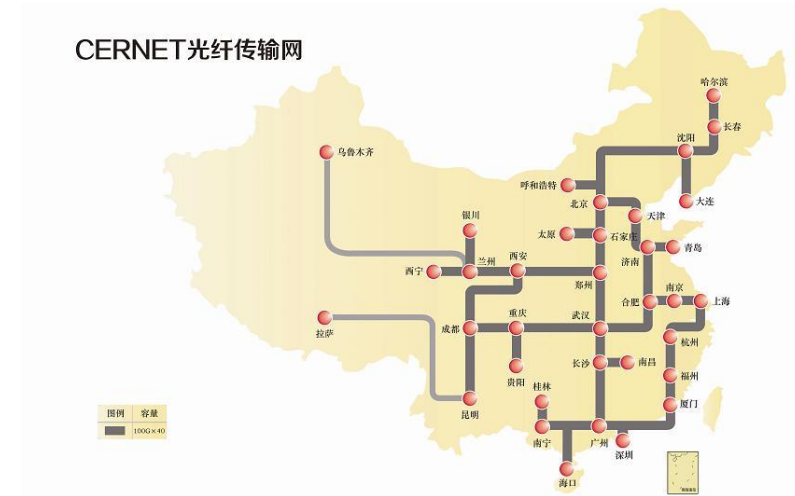 CERNET光纤传输网
哈尔滨
长春
沈阳
乌鲁木齐
呼和浩特
大连
北京
银川
天津
太原
石家庄
青岛
西安
兰州
济南
西宁
郑州
南京
合肥
上海
重庆
武汉
成都
拉萨
杭州
长沙
南昌
福州
贵阳
桂林
厦门
图例
容量
昆明
100G×40
南宁
广州
深圳
海口